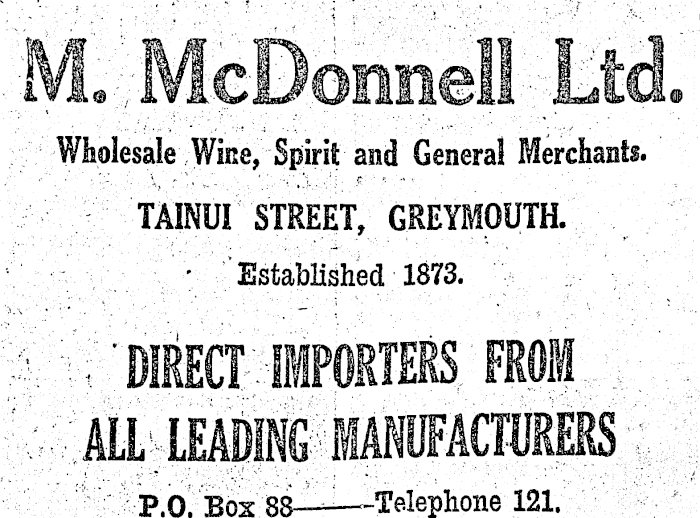 M. McDonnell Ltd.
Wholesale Wine, Spirit and General Merchants.
TAINUI STREET, GREYMOUTH.
Established 1873.
DIRECT IMPORTERS FROM
ALL LEADING MANUFACTURERS
P.O. Box 88———Telephone 121.